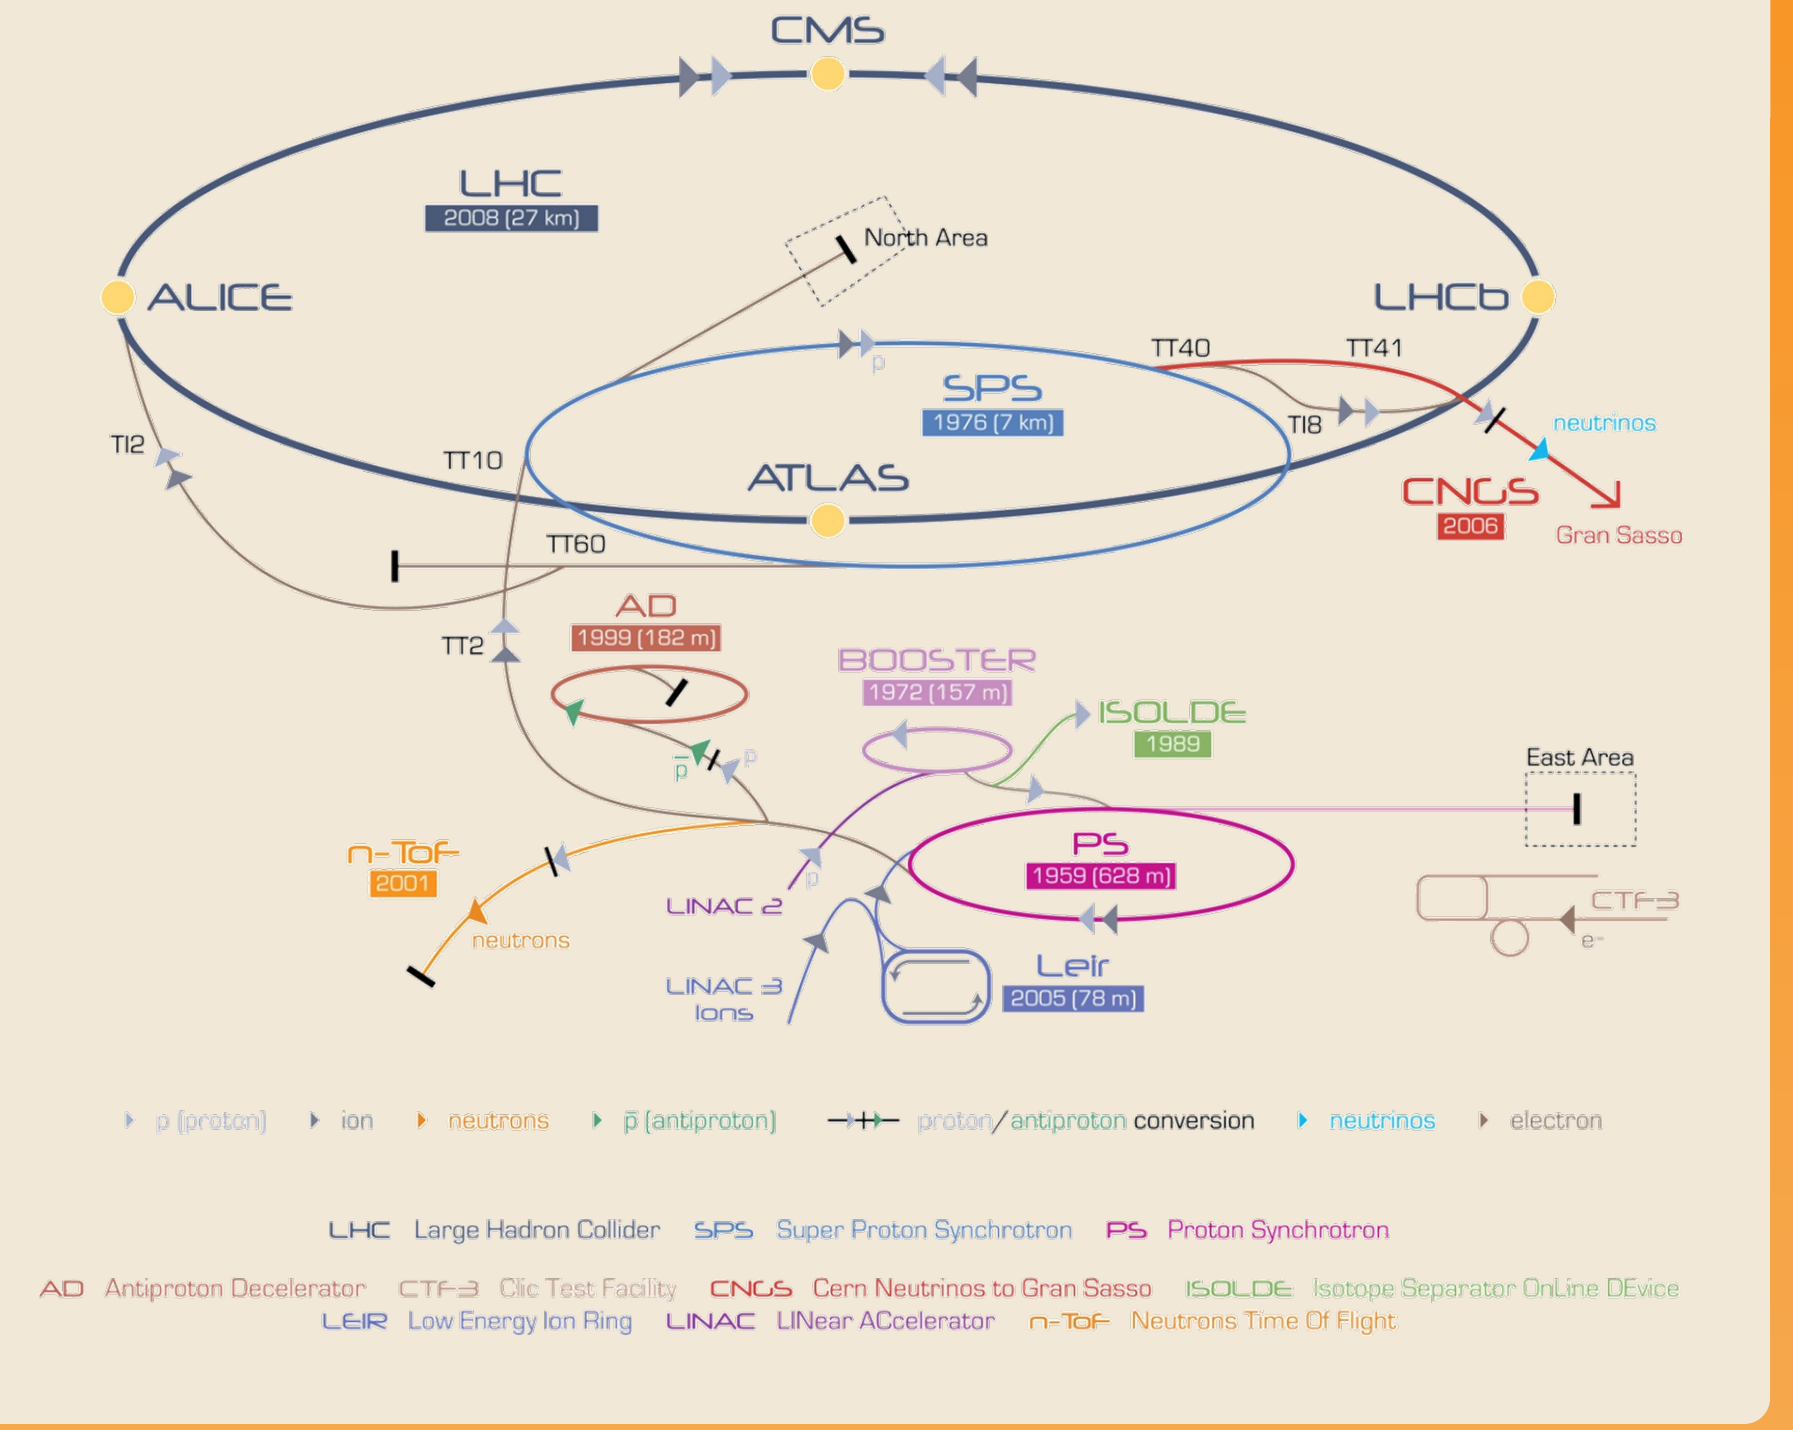 CMS
LHC
2008 (27 km)
North Area
ALICE
LHCb
TT40
TT41
p
SPS
1976 (7 km)
TI8
neutrinos
TI2
TT10
ATLAS
CNGS
2006
Gran Sasso
TT60
AD
1999 (182 m)
TT2
BOOSTER
1972 (157 m)
ISOLDE
1989
p
p̅
East Area
n-ToF
2001
PS
1959 (628 m)
p
LINAC 2
CTF-3
neutrons
e-
Leir
2005 (78 m)
LINAC 3
Ions
p (proton) ion neutrons p̅ (antiproton) proton/antiproton conversion neutrinos electron
LHC Large Hadron Collider SPS Super Proton Synchrotron PS Proton Synchrotron
AD Antiproton Decelerator CTF-3 Clic Test Facility CNGS Cern Neutrinos to Gran Sasso ISOLDE Isotope Separator OnLine DEvice
LEIR Low Energy Ion Ring LINAC LINear ACcelerator n-ToF Neutrons Time Of Flight